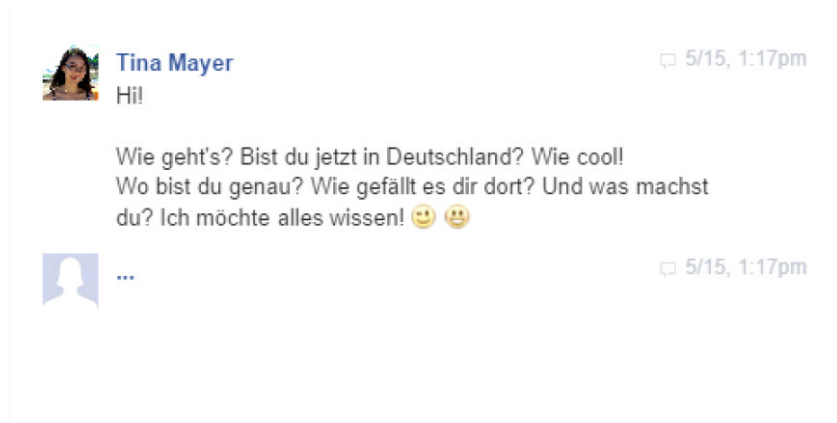 Tina Mayer 5/15, 1:17pm
Hi!
Wie geht's? Bist du jetzt in Deutschland? Wie cool!
Wo bist du genau? Wie gefällt es dir dort? Und was machst
du? Ich möchte alles wissen! 😉 😀
... 5/15, 1:17pm